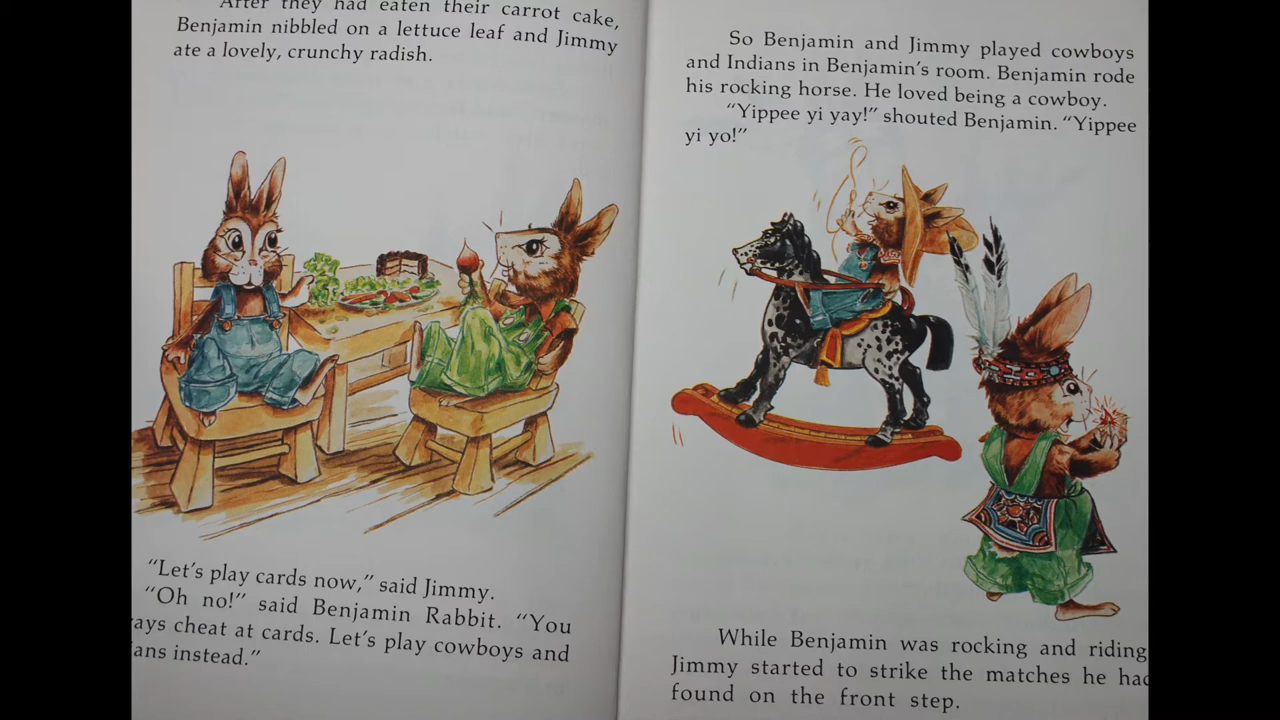 After they had eaten their carrot cake,
Benjamin nibbled on a lettuce leaf and Jimmy
ate a lovely, crunchy radish.
"Let's play cards now," said Jimmy.
"Oh no!" said Benjamin Rabbit. "You
ays cheat at cards. Let's play cowboys and
ans instead."
So Benjamin and Jimmy played cowboys
and Indians in Benjamin's room. Benjamin rode
his rocking horse. He loved being a cowboy.
"Yippee yi yay!" shouted Benjamin. "Yippee
yi yo!"
While Benjamin was rocking and riding
Jimmy started to strike the matches he had
found on the front step.